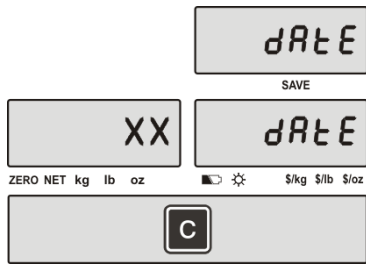 dAtE
SAVE
XX dAtE
ZERO NET kg lb oz $/kg $/lb $/oz
C